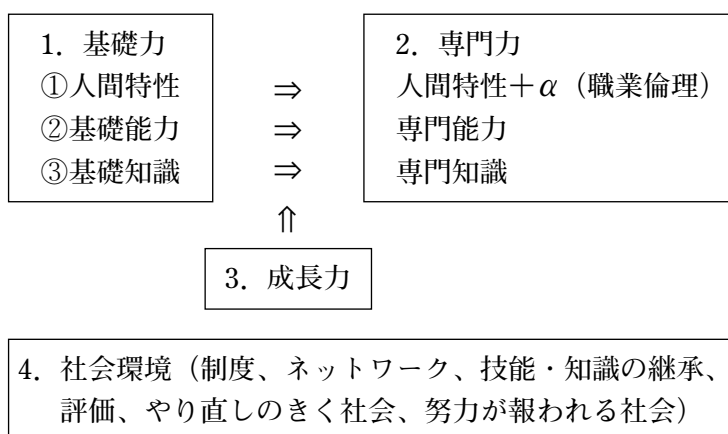 1．基礎力
①人間特性
②基礎能力
③基礎知識
⇒
⇒
⇒
2．専門力
人間特性＋α（職業倫理）
専門能力
専門知識
⇑
3．成長力
4．社会環境（制度、ネットワーク、技能・知識の継承、
評価、やり直しのきく社会、努力が報われる社会）